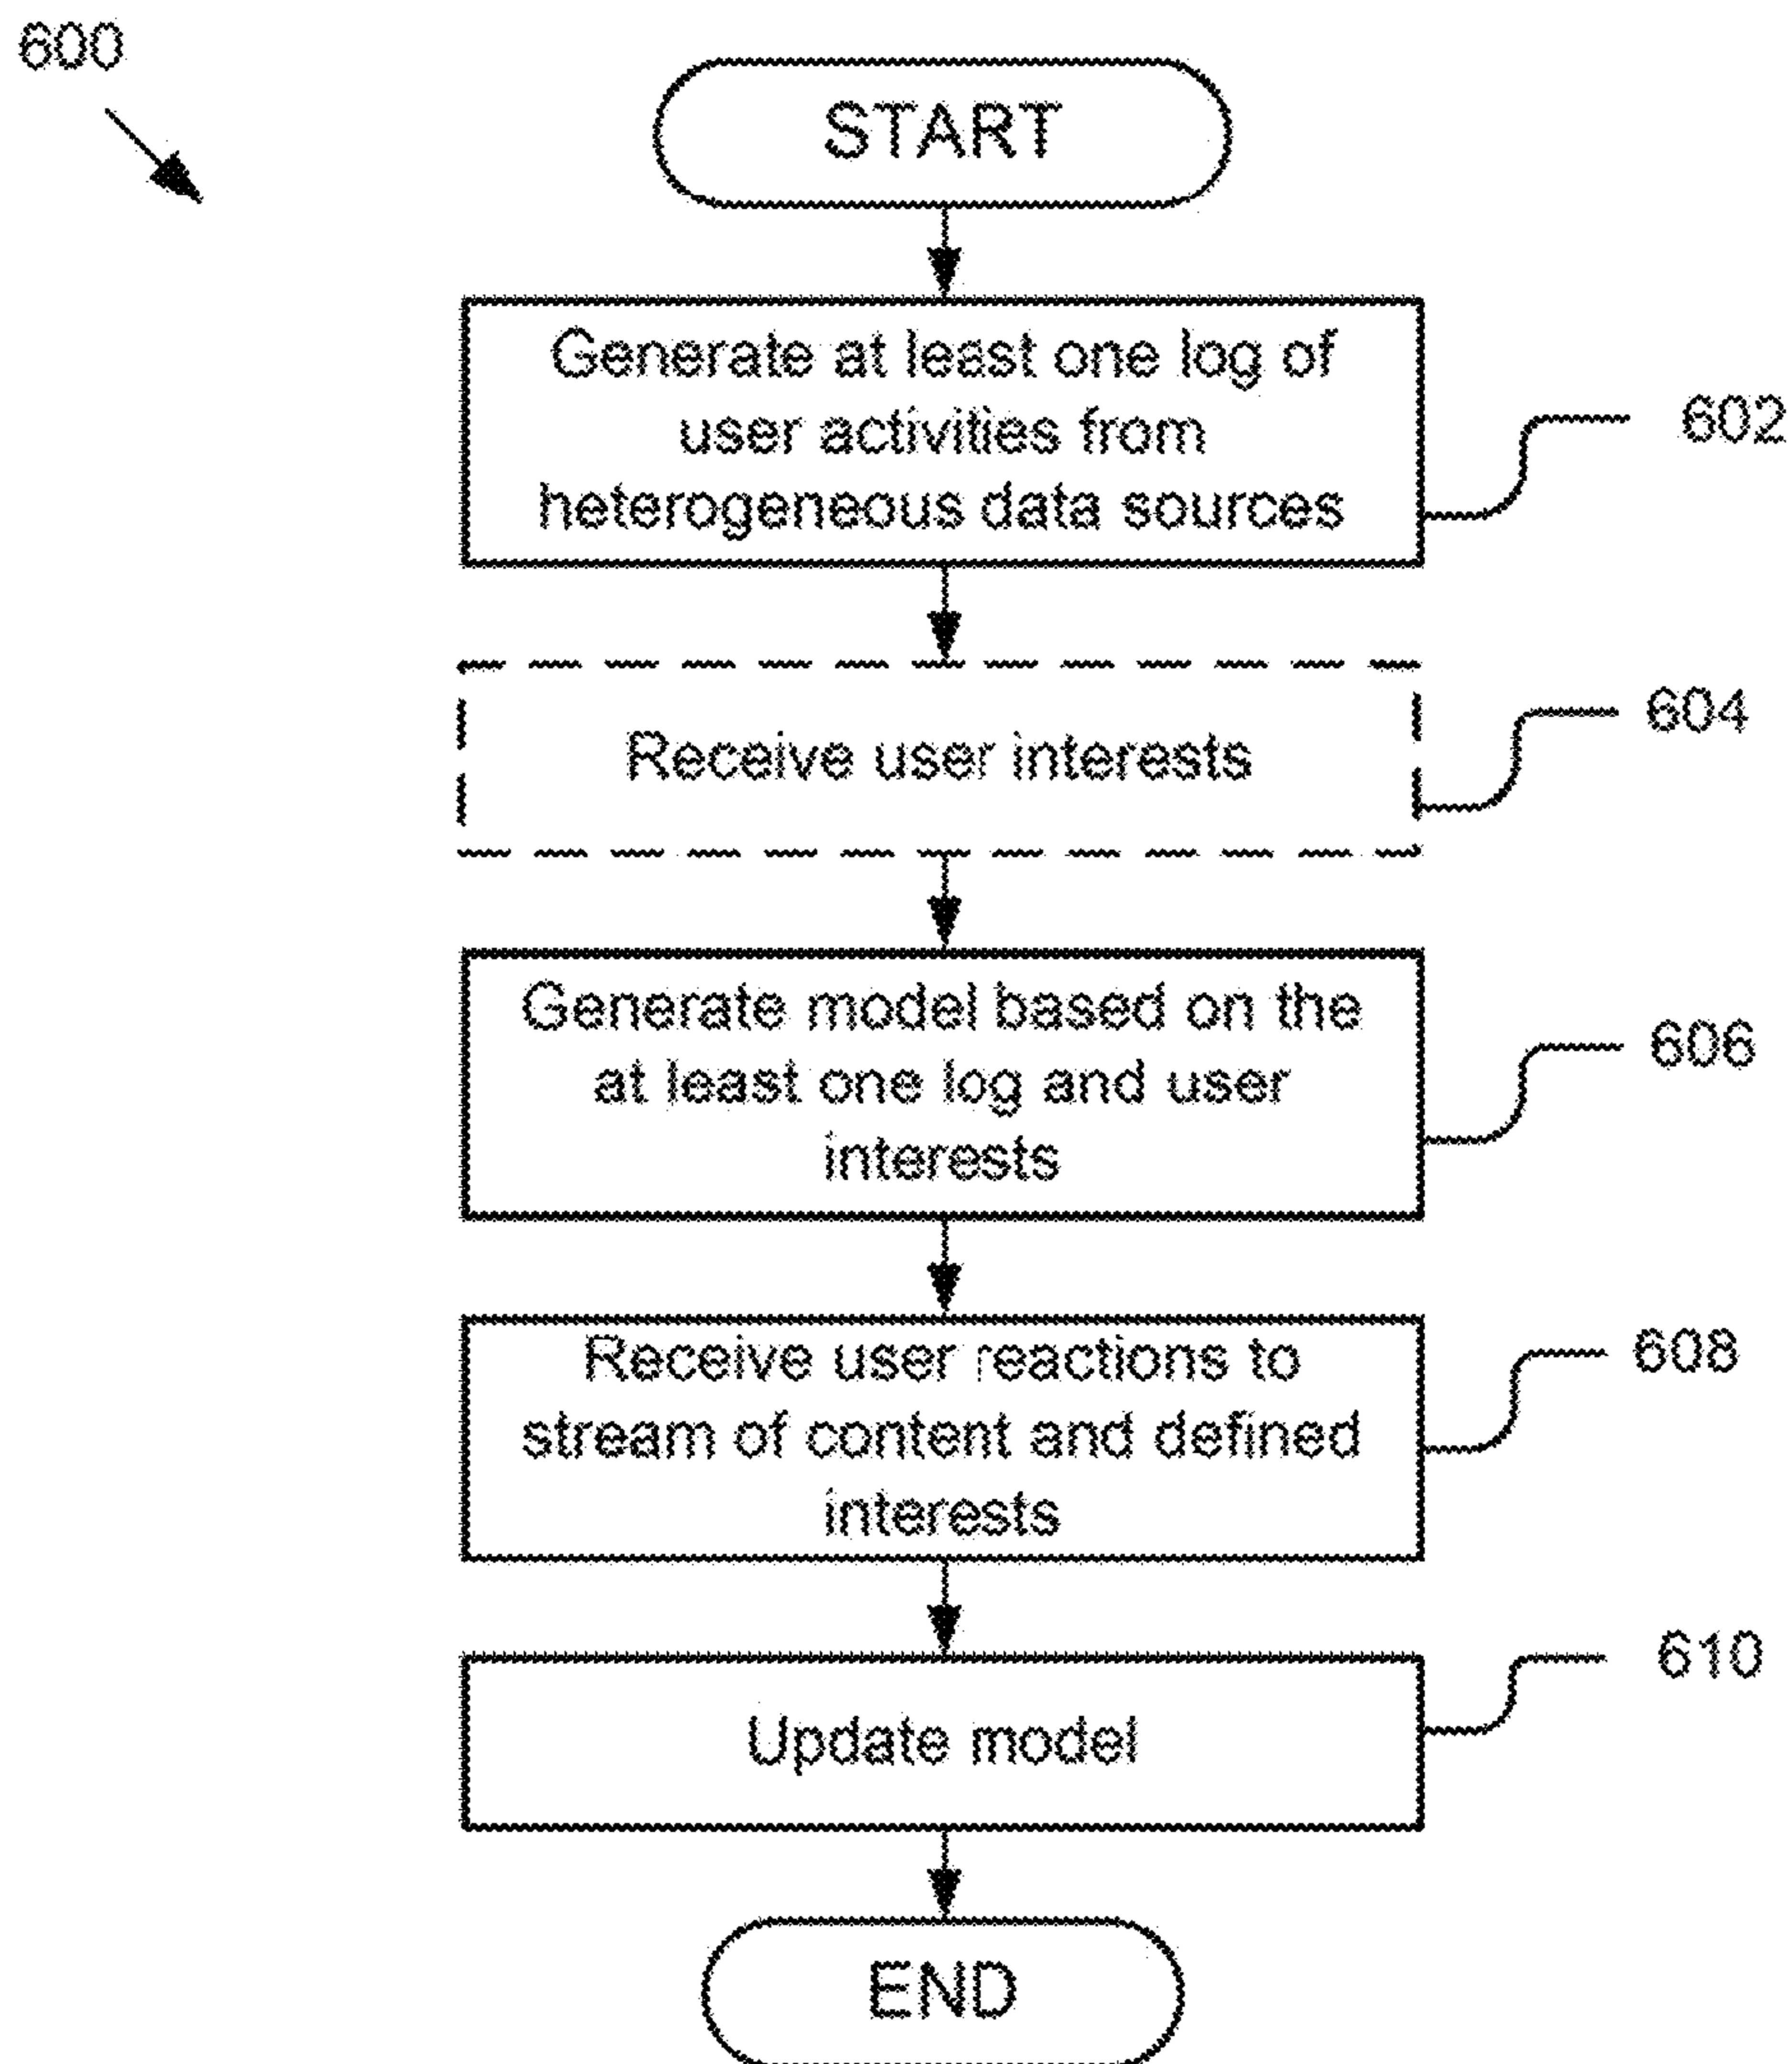 600
START
Generate at least one log of
user activities from
heterogeneous data sources
602
Receive user interests
604
Generate model based on the
at least one log and user
interests
606
Receive user reactions to
stream of content and defined
interests
608
Update model
610
END